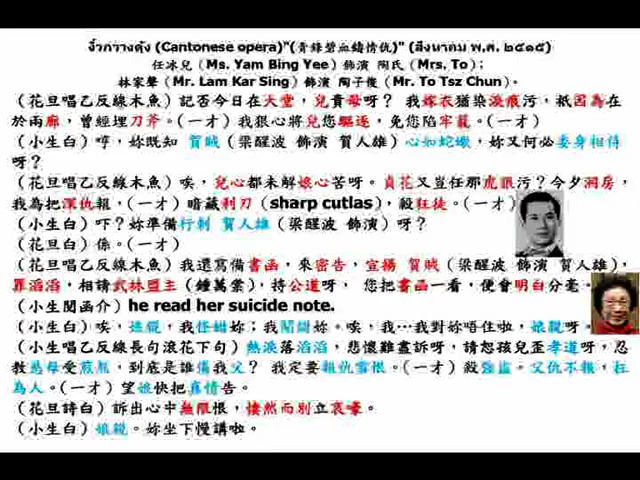 งิ้วกวางตุ้ง (Cantonese opera)"(青鋒碧血鑄情仇)" (สิงหาคม พ.ศ. ๒๕๑๕)
任冰兒 (Ms. Yam Bing Yee) 飾演 陶氏 (Mrs. To);
林家聲 (Mr. Lam Kar Sing) 飾演 陶子俊 (Mr. To Tsz Chun)。
(花旦唱乙反線木魚) 記否今日在大堂，兒責母呀？ 我嫁衣猶染淚痕污，祇因為在
於兩廊，曾經埋刀斧。(一才) 我狠心將兒您驅逐，免您陷牢籠。(一才)
(小生白) 哼，妳既知 賀賊 (梁醒波 飾演 賀人雄) 心如蛇蠍，妳又何必委身相待
呀？
(花旦唱乙反線木魚) 唉，兒心都未解娘心苦呀。貞花又豈任那虎狼污？今夕洞房，
我為把深仇報，(一才) 暗藏利刀 (sharp cutlas)，殺狂徒。(一才)
(小生白) 吓？妳準備行刺 賀人雄 (梁醒波 飾演) 呀？
(花旦白) 係。(一才)
(花旦唱乙反線木魚) 我還寫備書函，來密告，宣揚 賀賊 (梁醒波 飾演 賀人雄)，
罪滔滔，相請武林盟主 (鍾萬棠)，持公道呀， 您把書函一看，便會明白分毫。
(小生閱函介) he read her suicide note.
(小生白) 唉，娘親，我怪錯妳；我鬧錯妳。唉，我⋯我對妳唔住啦，娘親呀。
(小生唱乙反線長句滾花下句) 熱淚落滔滔，悲懷難盡訴呀，請恕孩兒歪孝道呀，忍
教慈母受煎熬，到底是誰傷我父？ 我定要報仇雪恨。(一才) 殺強盜。父仇不報，枉
為人。(一才) 望娘快把真情告。
(花旦詩白) 訴出心中無限恨，悽然而別立哀嚎。
(小生白) 娘親。妳坐下慢講啦。